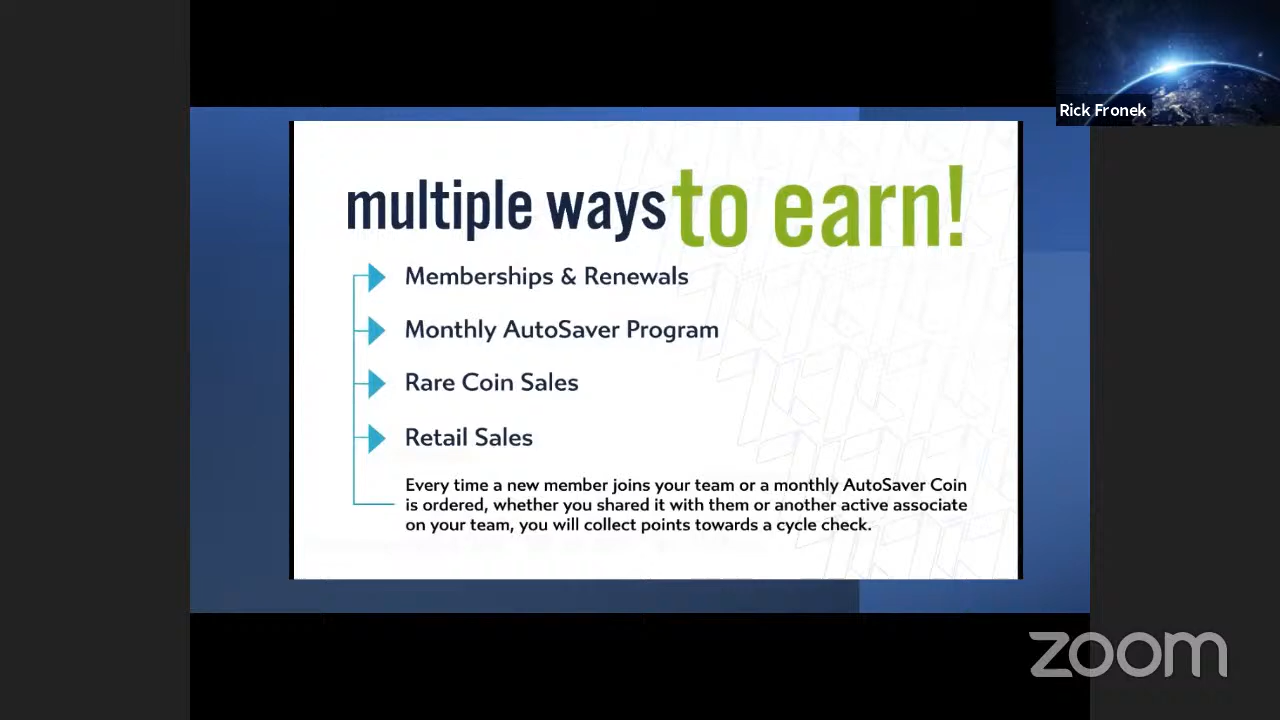 Rick Fronek
multiple ways to earn!
Memberships & Renewals
Monthly AutoSaver Program
Rare Coin Sales
Retail Sales
Every time a new member joins your team or a monthly AutoSaver Coin
is ordered, whether you shared it with them or another active associate
on your team, you will collect points towards a cycle check.
zoom